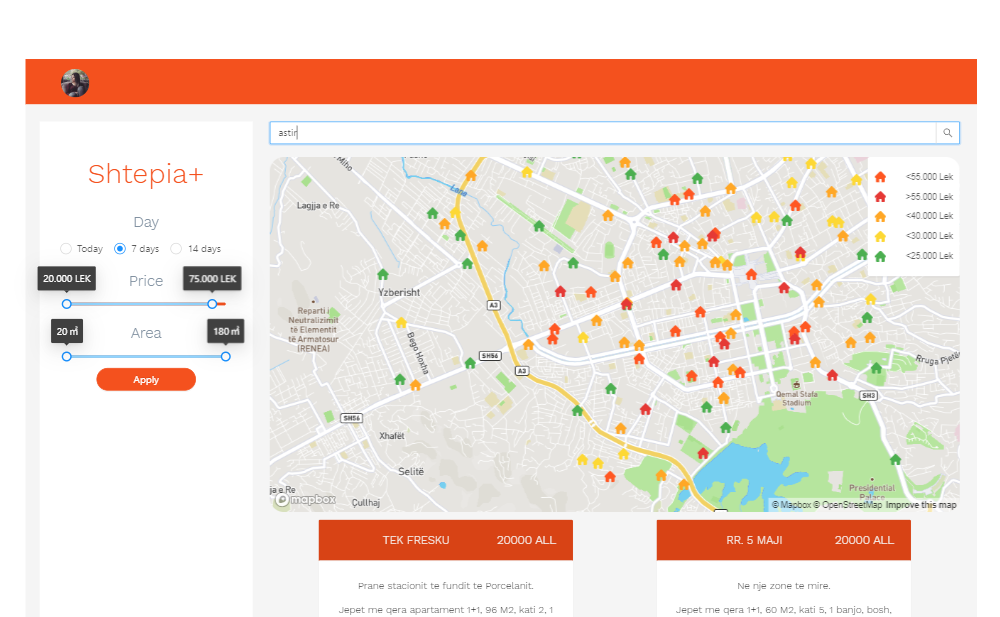 astir
Shtepia+
Day
Today
7 days
14 days
20.000 LEK
Price
75.000 LEK
20 m²
Area
180 m²
Apply
Lagjja e Re
Lana
Yzberisht
Reparti i
Neutralizimit
të Elementit
të Armatosur
(RENEA)
Bego Hoxha
A3
SH56
A3
SH56
Xhafët
Selitë
Çullhaj
ja e Re
mapbox
Qemal Stafa
Stadium
SH3
Rruga Pjetë
Presidential
Palace
<55.000 Lek
>55.000 Lek
<40.000 Lek
<30.000 Lek
<25.000 Lek
© Mapbox © OpenStreetMap Improve this map
TEK FRESKU
20000 ALL
Prane stacionit te fundit te Porcelanit.
Jepet me qera apartment 1+1, 96 M2, kati 2, 1
RR. 5 MAJI
20000 ALL
Ne nje zone te mire.
Jepet me qera 1+1, 60 M2, kati 5, 1 banjo, bosh,